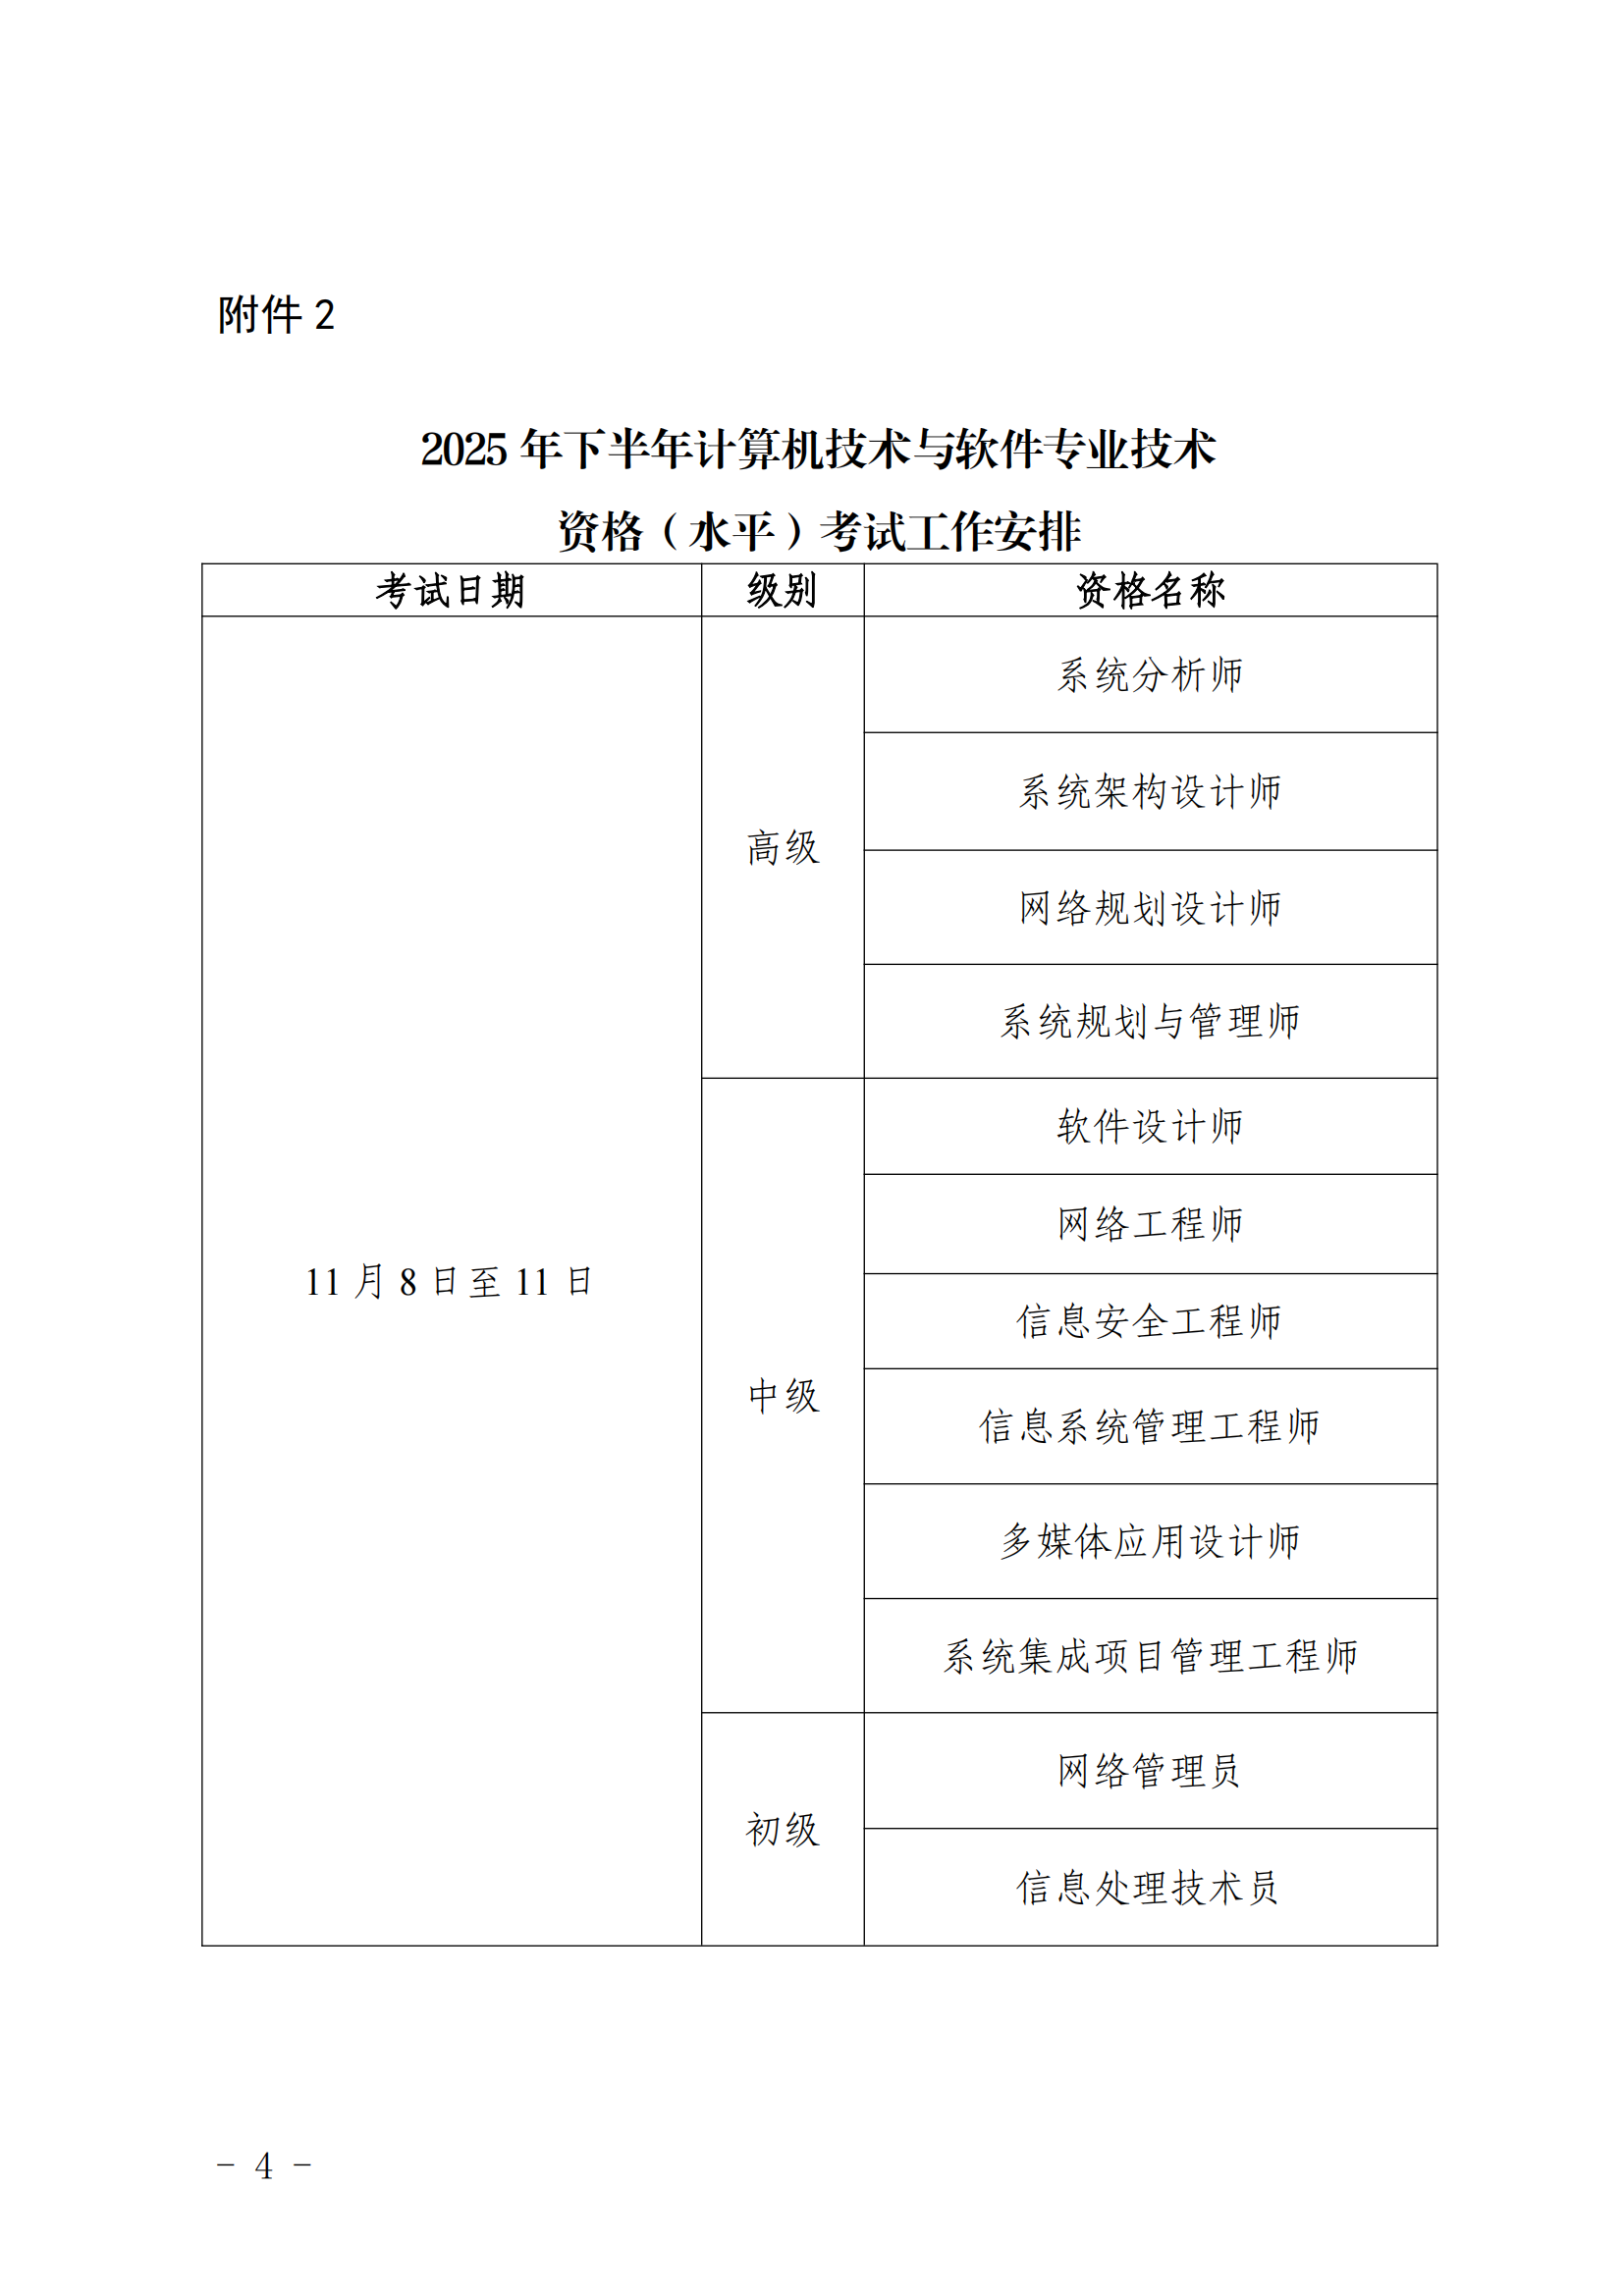 附件 2
2025 年下半年计算机技术与软件专业技术
资格（水平）考试工作安排
考试日期 级别 资格名称
系统分析师
系统架构设计师
高级
网络规划设计师
系统规划与管理师
软件设计师
网络工程师
11 月 8 日至 11 日
信息安全工程师
中级
信息系统管理工程师
多媒体应用设计师
系统集成项目管理工程师
网络管理员
初级
信息处理技术员
- 4 -